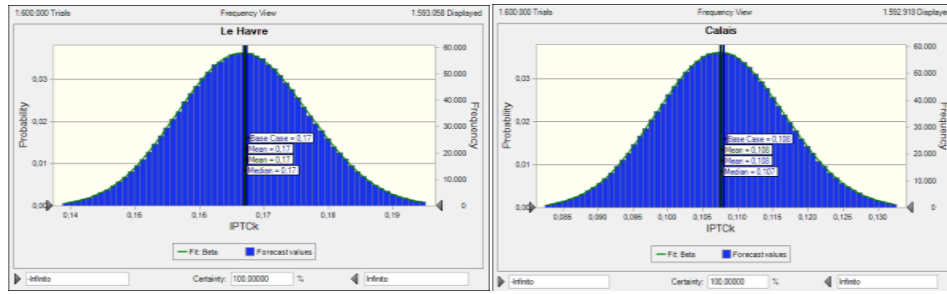 1.600.000 Trials Frequency View 1.593.058 Displayed
Le Havre
Probability
0,03
0,02
0,01
0,00
60.000
50.000
40.000
30.000
20.000
10.000
0
Frequency
Base Case = 0,17
Mean = 0,17
Mean = 0,17
Median = 0,17
0,14 0,15 0,16 0,17 0,18 0,19
IPTCk
Fit: Beta Forecast values
-Infinito Certainty: 100,00000 % Infinito
1.600.000 Trials Frequency View 1.592.918 Displayed
Calais
Probability
0,03
0,02
0,01
0,00
60.000
50.000
40.000
30.000
20.000
10.000
0
Frequency
Base Case = 0,108
Mean = 0,108
Mean = 0,108
Median = 0,107
0,085 0,090 0,095 0,100 0,105 0,110 0,115 0,120 0,125 0,130
IPTCk
Fit: Beta Forecast values
-Infinito Certainty: 100,00000 % Infinito